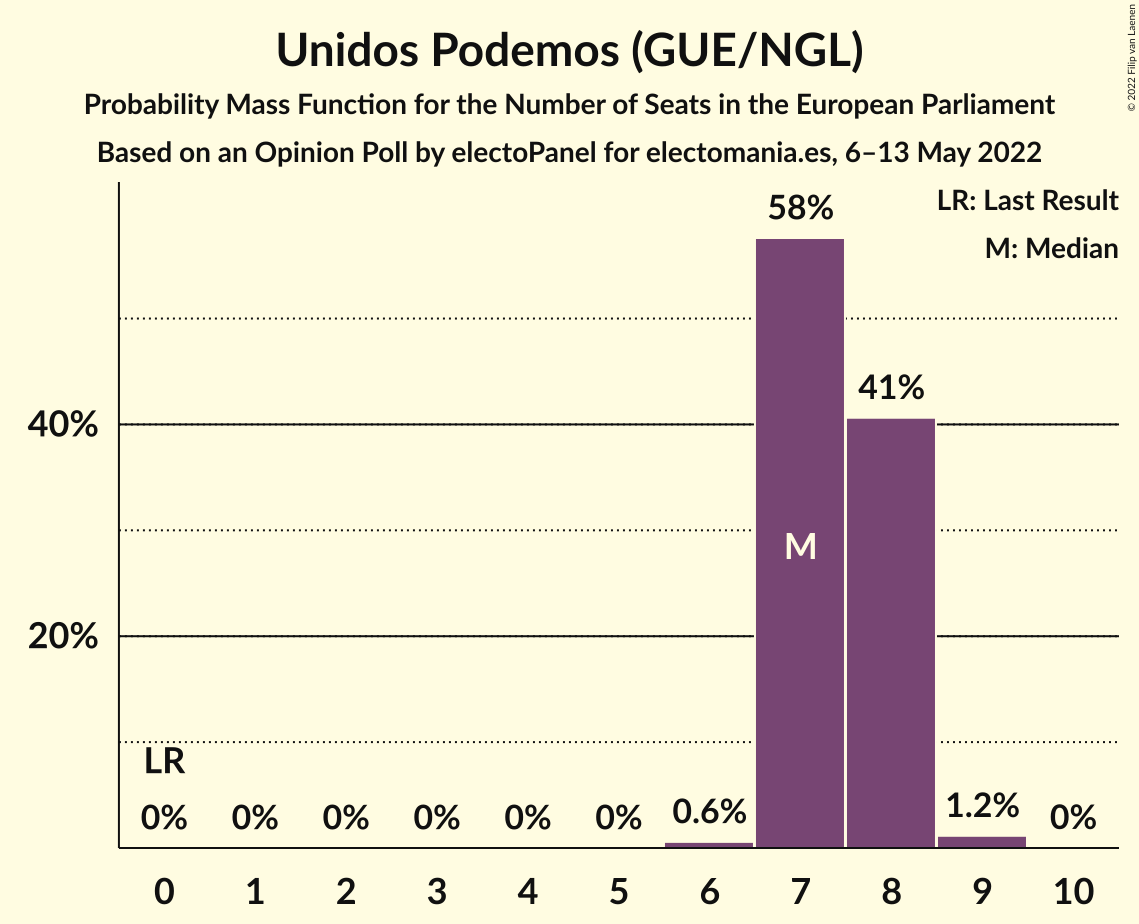 Unidos Podemos (GUE/NGL)
Probability Mass Function for the Number of Seats in the European Parliament
Based on an Opinion Poll by electoPanel for electomania.es, 6–13 May 2022
© 2022 Filip van Laenen
LR: Last Result
M: Median
58%
41%
40%
M
20%
LR
0% 0% 0% 0% 0% 0% 0.6% 1.2% 0%
0 1 2 3 4 5 6 7 8 9 10